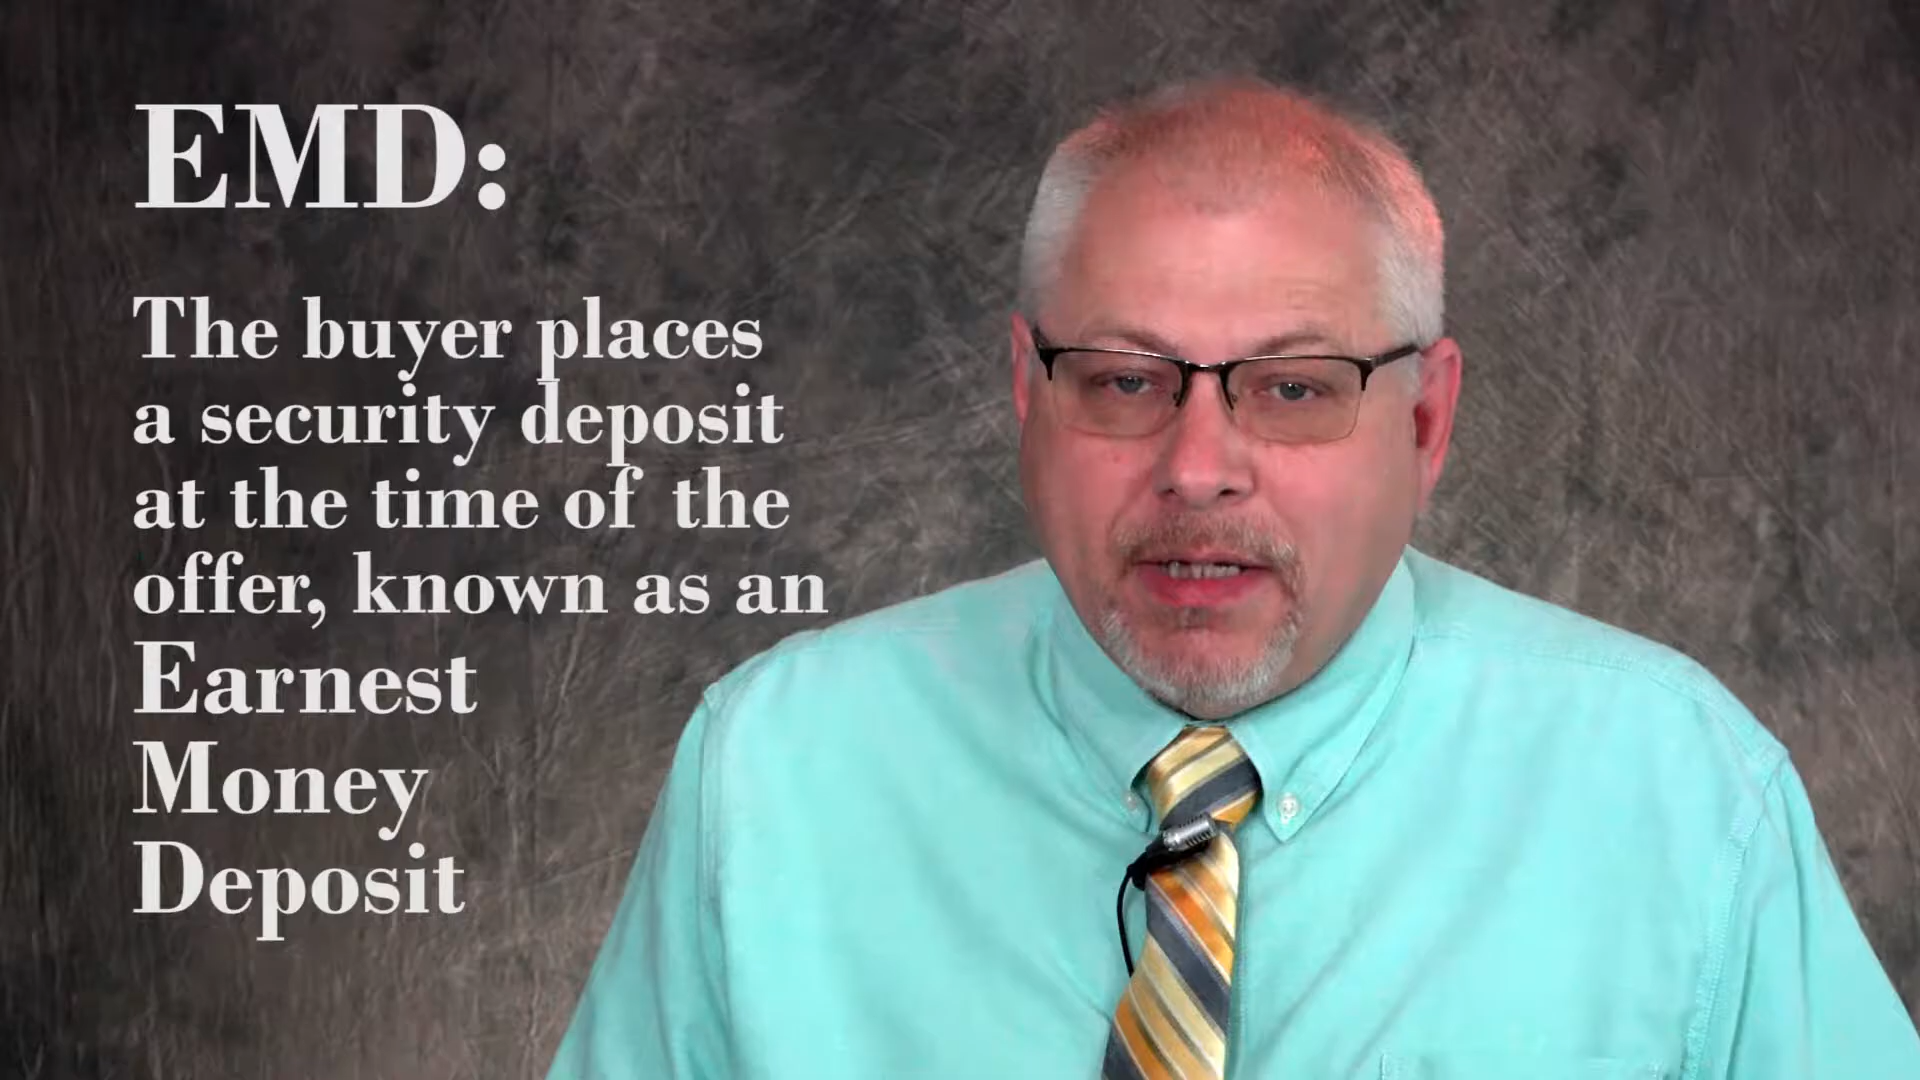 EMD:
The buyer places
a security deposit
at the time of the
offer, known as an
Earnest
Money
Deposit